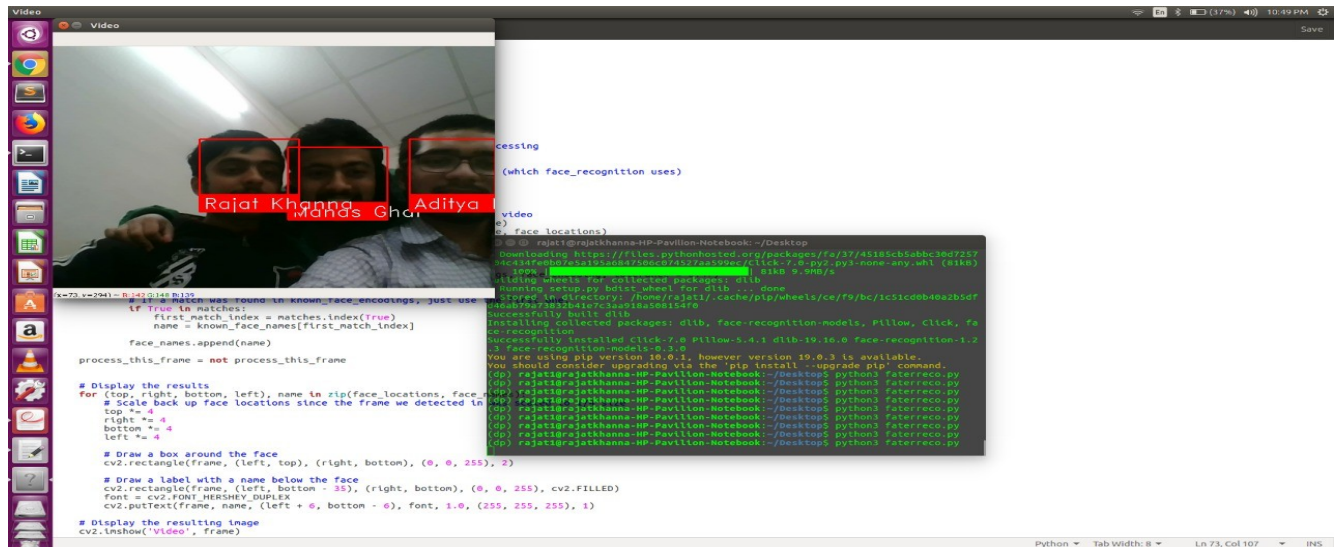 Video
En
(37%)
10:49 PM
Video
Save
Rajat Khanna
Manas Ghai
Aditya
(x=73, y=294) ~ R:142 G:148 B:139
cessing
(which face_recognition uses)
video
e)
e, face_locations)
# If a match was found in known_face_encodings, just use
if True in matches:
first_match_index = matches.index(True)
name = known_face_names[first_match_index]
face_names.append(name)
process_this_frame = not process_this_frame
# Display the results
for (top, right, bottom, left), name in zip(face_locations, face_n
# Scale back up face locations since the frame we detected in
top *= 4
right *= 4
bottom *= 4
left *= 4
# Draw a box around the face
cv2.rectangle(frame, (left, top), (right, bottom), (0, 0, 255), 2)
# Draw a label with a name below the face
cv2.rectangle(frame, (left, bottom - 35), (right, bottom), (0, 0, 255), cv2.FILLED)
font = cv2.FONT_HERSHEY_DUPLEX
cv2.putText(frame, name, (left + 6, bottom - 6), font, 1.0, (255, 255, 255), 1)
# Display the resulting image
cv2.imshow('Video', frame)
rajat1@rajatkhanna-HP-Pavilion-Notebook: ~/Desktop
Downloading https://files.pythonhosted.org/packages/fa/37/45185cb5abbc30d7257
94c434fe0b07e5a195a6847506c074527aa599ec/Click-7.0-py2.py3-none-any.whl (81kB)
100% | | 81kB 9.9MB/s
Building wheels for collected packages: dlib
Running setup.py bdist_wheel for dlib ... done
Stored in directory: /home/rajat1/.cache/pip/wheels/ce/f9/bc/1c51cd0b40a2b5df
d46ab79a73832b41e7c3aa918a508154f0
Successfully built dlib
Installing collected packages: dlib, face-recognition-models, Pillow, Click, fa
ce-recognition
Successfully installed Click-7.0 Pillow-5.4.1 dlib-19.16.0 face-recognition-1.2
.3 face-recognition-models-0.3.0
You are using pip version 10.0.1, however version 19.0.3 is available.
You should consider upgrading via the 'pip install --upgrade pip' command.
(dp) rajat1@rajatkhanna-HP-Pavilion-Notebook:~/Desktop$ python3 faterreco.py
(dp) rajat1@rajatkhanna-HP-Pavilion-Notebook:~/Desktop$ python3 faterreco.py
(dp) rajat1@rajatkhanna-HP-Pavilion-Notebook:~/Desktop$ python3 faterreco.py
(dp) rajat1@rajatkhanna-HP-Pavilion-Notebook:~/Desktop$ python3 faterreco.py
(dp) rajat1@rajatkhanna-HP-Pavilion-Notebook:~/Desktop$ python3 faterreco.py
(dp) rajat1@rajatkhanna-HP-Pavilion-Notebook:~/Desktop$ python3 faterreco.py
(dp) rajat1@rajatkhanna-HP-Pavilion-Notebook:~/Desktop$ python3 faterreco.py
(dp) rajat1@rajatkhanna-HP-Pavilion-Notebook:~/Desktop$ python3 faterreco.py
Python
Tab Width: 8
Ln 73, Col 107
INS